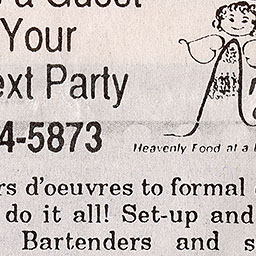 a Guest
Your
ext Party
4-5873
Heavenly Food at a
rs d'oeuvres to formal
do it all! Set-up and
Bartenders and s